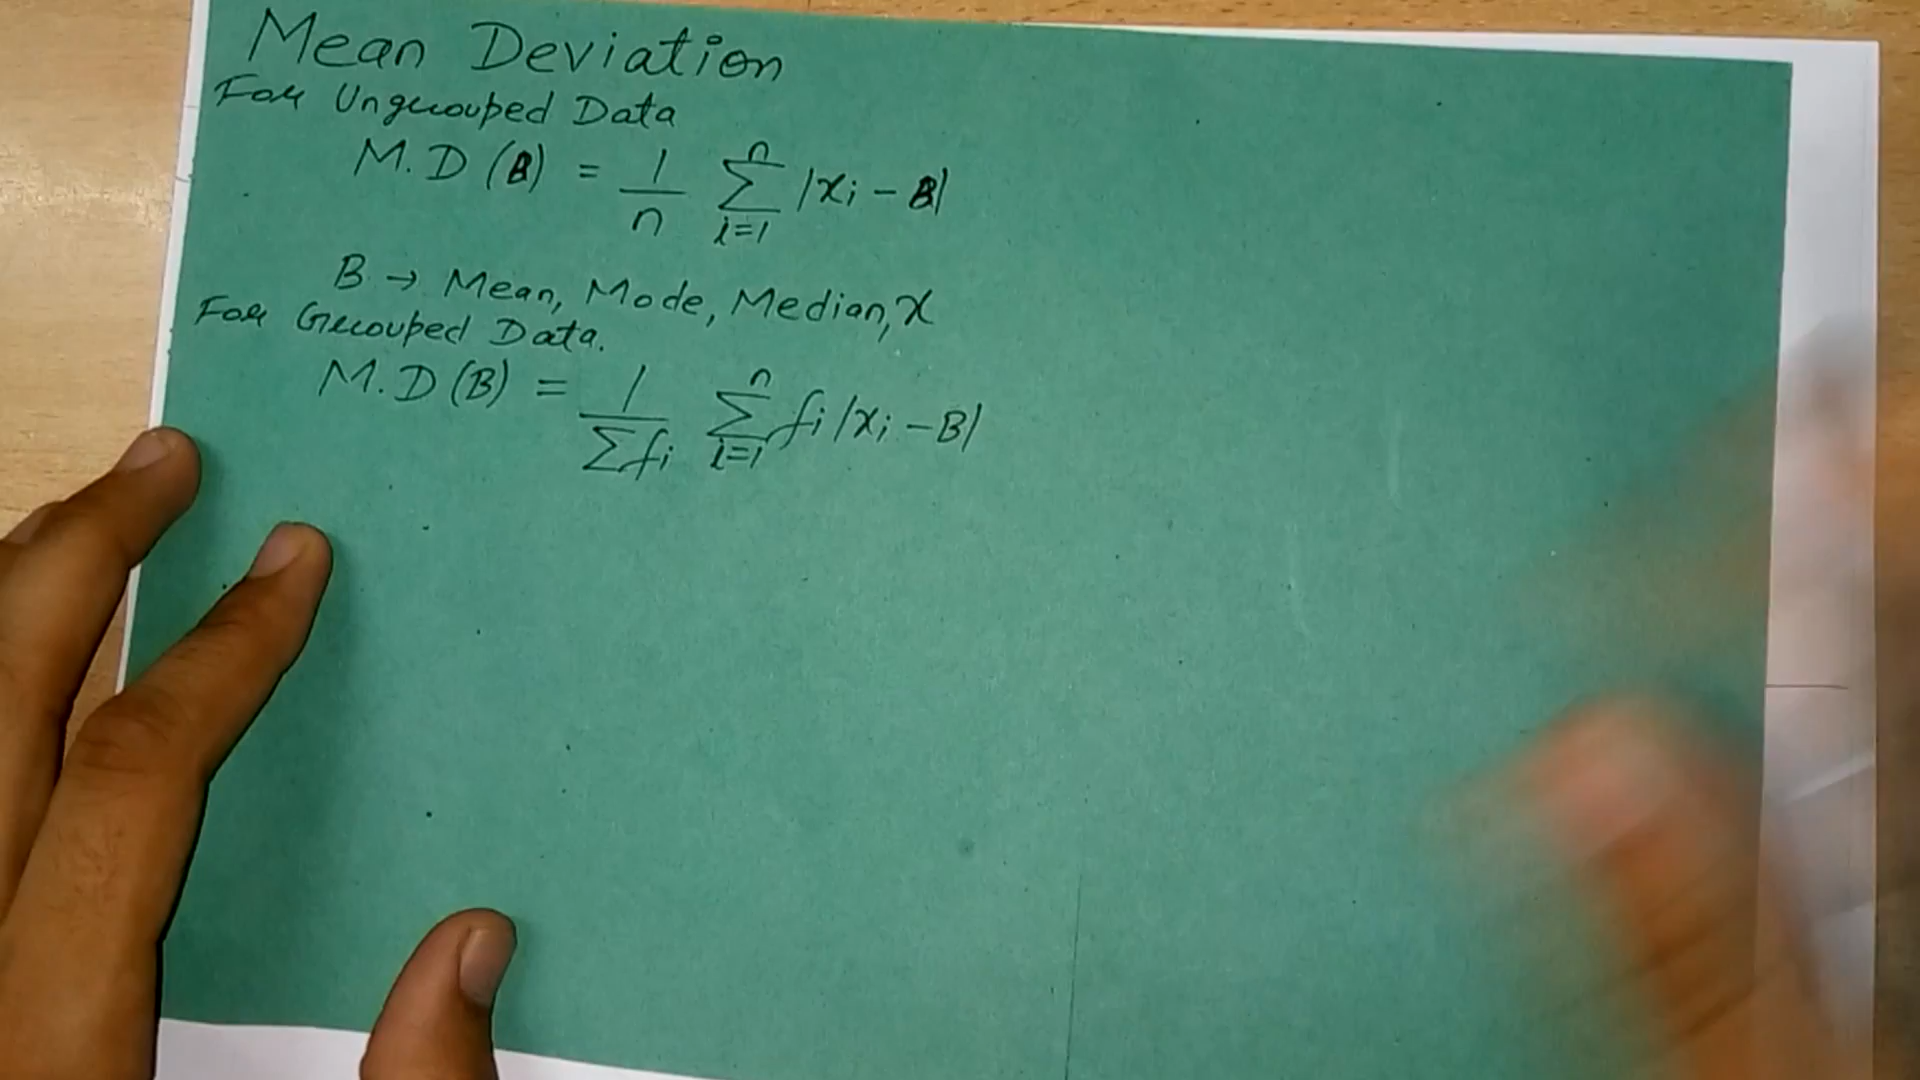 Mean Deviation
For Ungrouped Data
M.D (B) = 1/n n∑i=1 |xi - B|
B → Mean, Mode, Median, x
For Grouped Data.
M.D (B) = 1/∑fi n∑i=1 fi |xi - B|